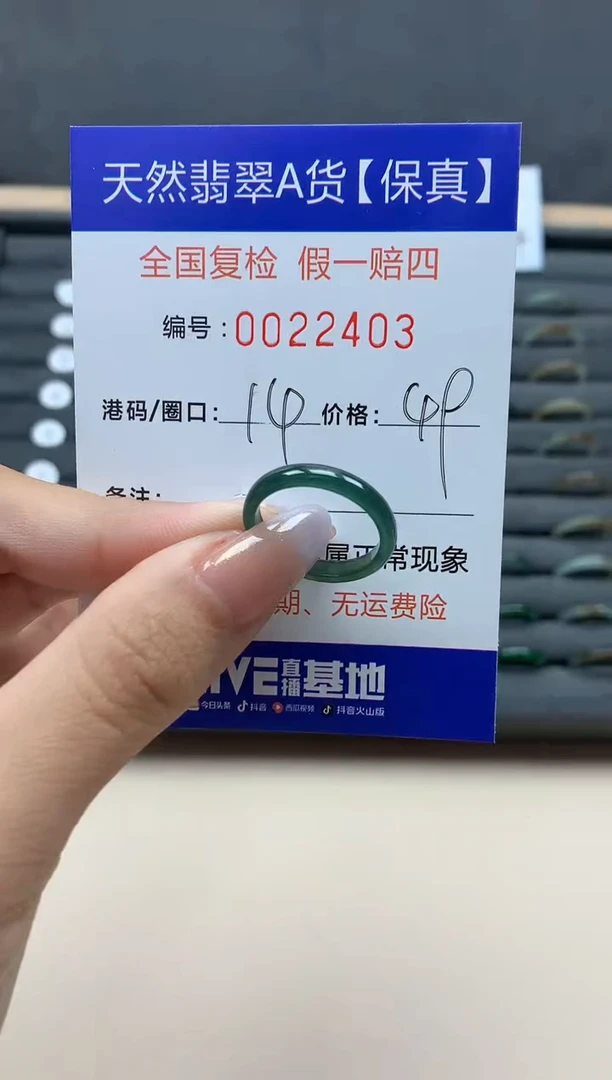 天然翡翠A货【保真】
全国复检 假一赔四
编号:0022403
港码/圈口: 14 价格:
备注:
属正常现象
期、无运费险
IVE直播基地
今日头条 抖音 西瓜视频 抖音火山版